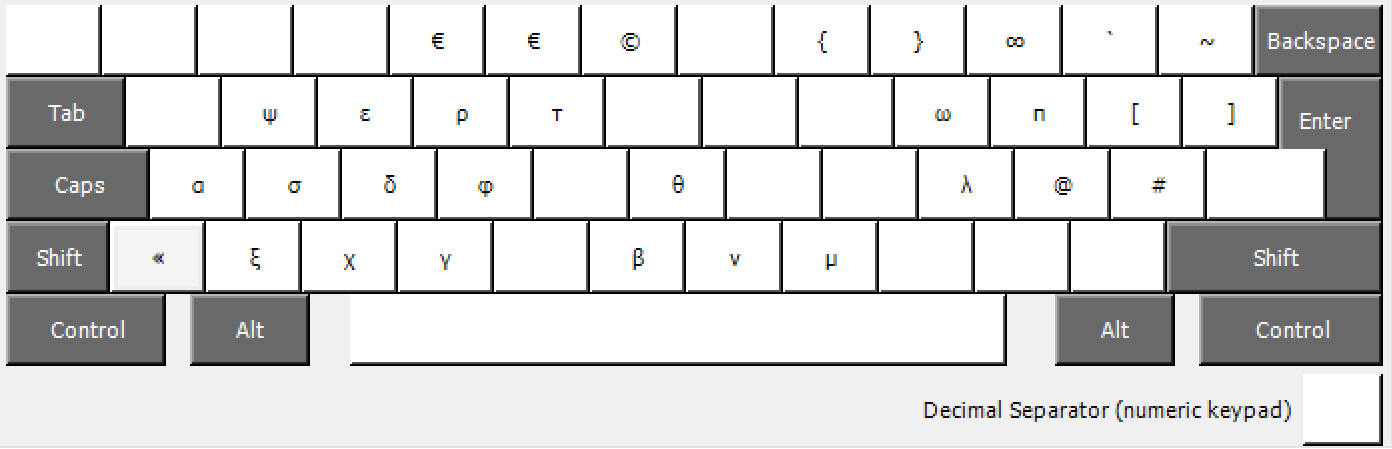 € € © { } ∞ ` ~ Backspace
Tab ψ ε ρ τ ω π [ ] Enter
Caps α σ δ φ θ λ @ #
Shift « ξ χ γ β ν μ Shift
Control Alt Alt Control
Decimal Separator (numeric keypad)